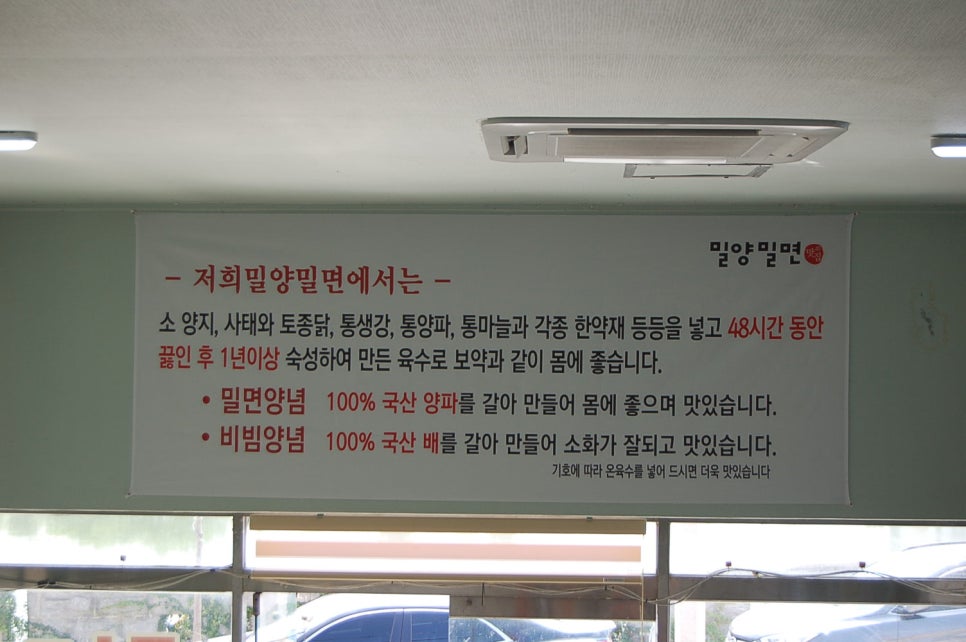 밀양밀면 맛집
- 저희밀양밀면에서는 -
소 양지, 사태와 토종닭, 통생강, 통양파, 통마늘과 각종 한약재 등등을 넣고 48시간 동안
끓인 후 1년이상 숙성하여 만든 육수로 보약과 같이 몸에 좋습니다.
• 밀면양념 100% 국산 양파를 갈아 만들어 몸에 좋으며 맛있습니다.
• 비빔양념 100% 국산 배를 갈아 만들어 소화가 잘되고 맛있습니다.
기호에 따라 온육수를 넣어 드시면 더욱 맛있습니다